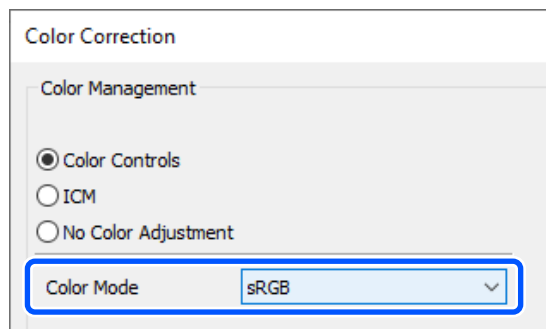 Color Correction
Color Management
Color Controls
ICM
No Color Adjustment
Color Mode sRGB